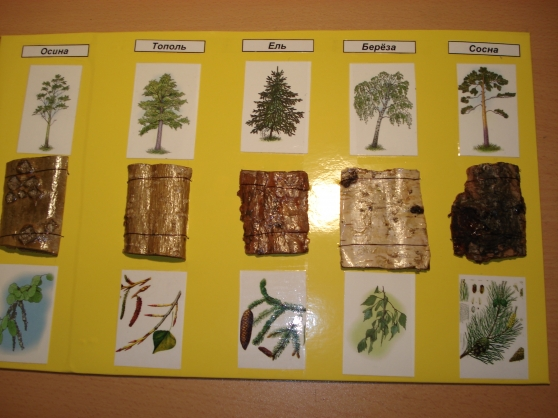 Осина
Тополь
Ель
Берёза
Сосна